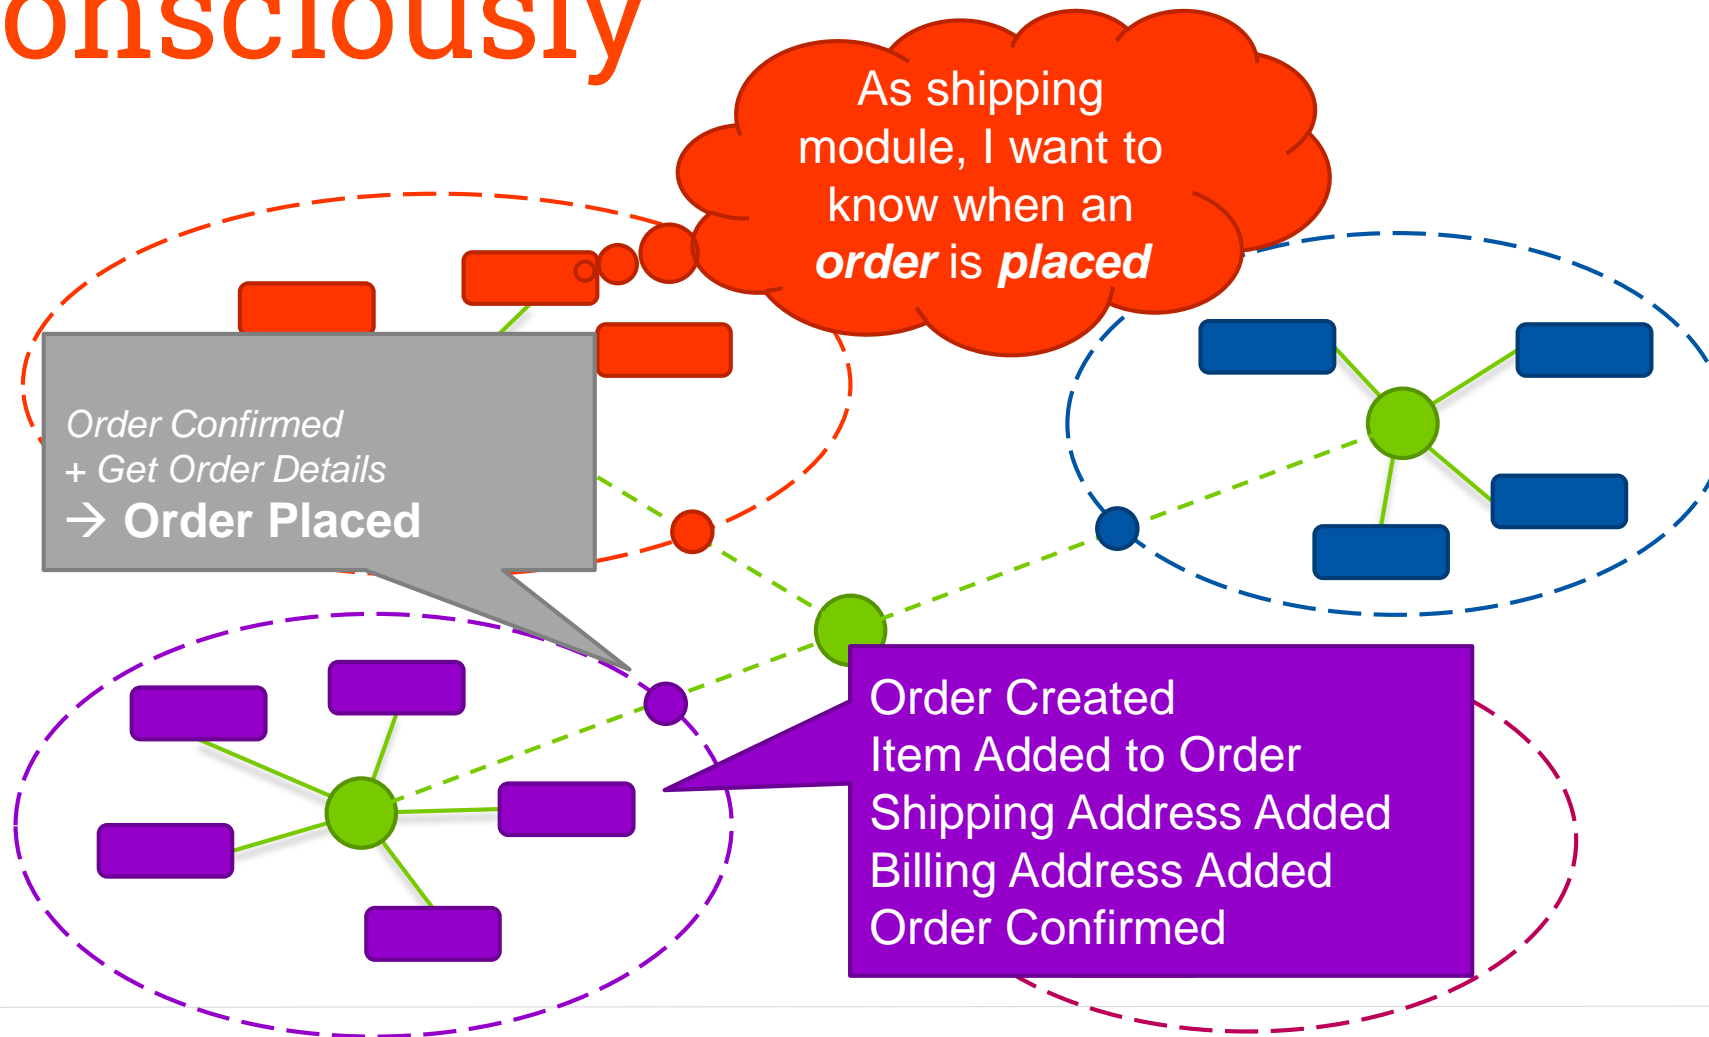 onsciously
As shipping
module, I want to
know when an
order is placed
Order Confirmed
+ Get Order Details
→ Order Placed
Order Created
Item Added to Order
Shipping Address Added
Billing Address Added
Order Confirmed